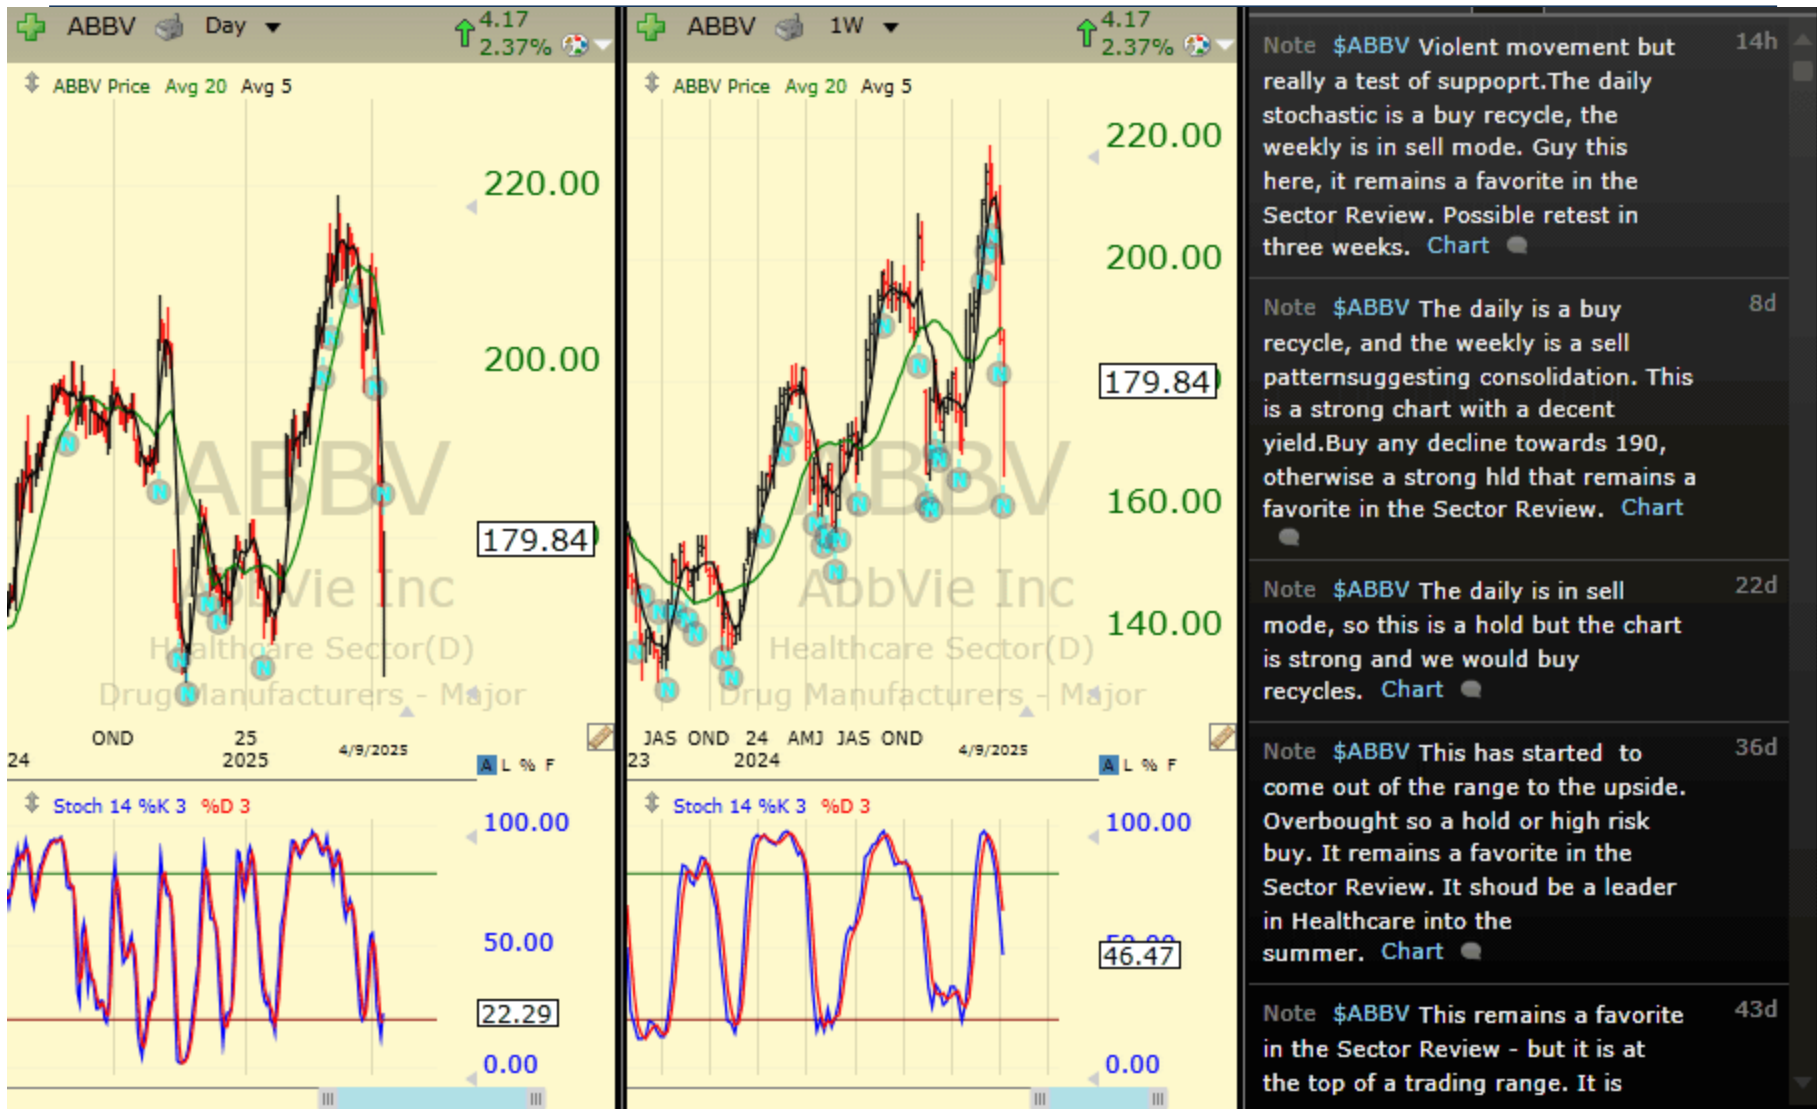 ABBV Day 4.17
2.37%
ABBV Price Avg 20 Avg 5
220.00
200.00
179.84
ABBV
AbbVie Inc
Healthcare Sector(D)
Drug Manufacturers - Major
OND 25
24 2025 4/9/2025
A L % F
Stoch 14 %K 3 %D 3
100.00
50.00
22.29
0.00
ABBV 1W 4.17
2.37%
ABBV Price Avg 20 Avg 5
220.00
200.00
179.84
160.00
140.00
ABBV
AbbVie Inc
Healthcare Sector(D)
Drug Manufacturers - Major
JAS OND 24 AMJ JAS OND
23 2024 4/9/2025
A L % F
Stoch 14 %K 3 %D 3
100.00
50.00
46.47
0.00
Note $ABBV Violent movement but 14h
really a test of suppoprt.The daily
stochastic is a buy recycle, the
weekly is in sell mode. Guy this
here, it remains a favorite in the
Sector Review. Possible retest in
three weeks. Chart
Note $ABBV The daily is a buy 8d
recycle, and the weekly is a sell
patternsuggesting consolidation. This
is a strong chart with a decent
yield.Buy any decline towards 190,
otherwise a strong hld that remains a
favorite in the Sector Review. Chart
Note $ABBV The daily is in sell 22d
mode, so this is a hold but the chart
is strong and we would buy
recycles. Chart
Note $ABBV This has started to 36d
come out of the range to the upside.
Overbought so a hold or high risk
buy. It remains a favorite in the
Sector Review. It shoud be a leader
in Healthcare into the
summer. Chart
Note $ABBV This remains a favorite 43d
in the Sector Review - but it is at
the top of a trading range. It is